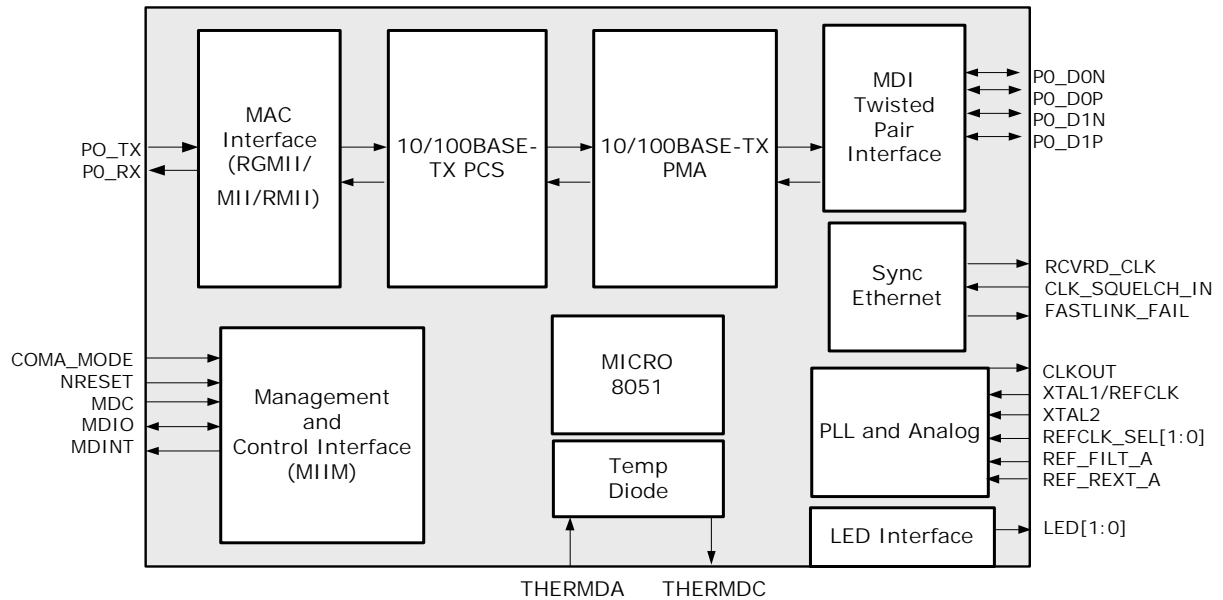 PO_TX
P0_RX
MAC
Interface
(RGMII/
MII/RMII)
10/100BASE-
TX PCS
10/100BASE-TX
PMA
MDI
Twisted
Pair
Interface
P0_D0N
P0_D0P
P0_D1N
P0_D1P
Sync
Ethernet
RCVRD_CLK
CLK_SQUELCH_IN
FASTLINK_FAIL
COMA_MODE
NRESET
MDC
MDIO
MDINT
Management
and
Control Interface
(MIIM)
MICRO
8051
Temp
Diode
THERMDA
THERMDC
PLL and Analog
CLKOUT
XTAL1/REFCLK
XTAL2
REFCLK_SEL[1:0]
REF_FILT_A
REF_REXT_A
LED Interface
LED[1:0]